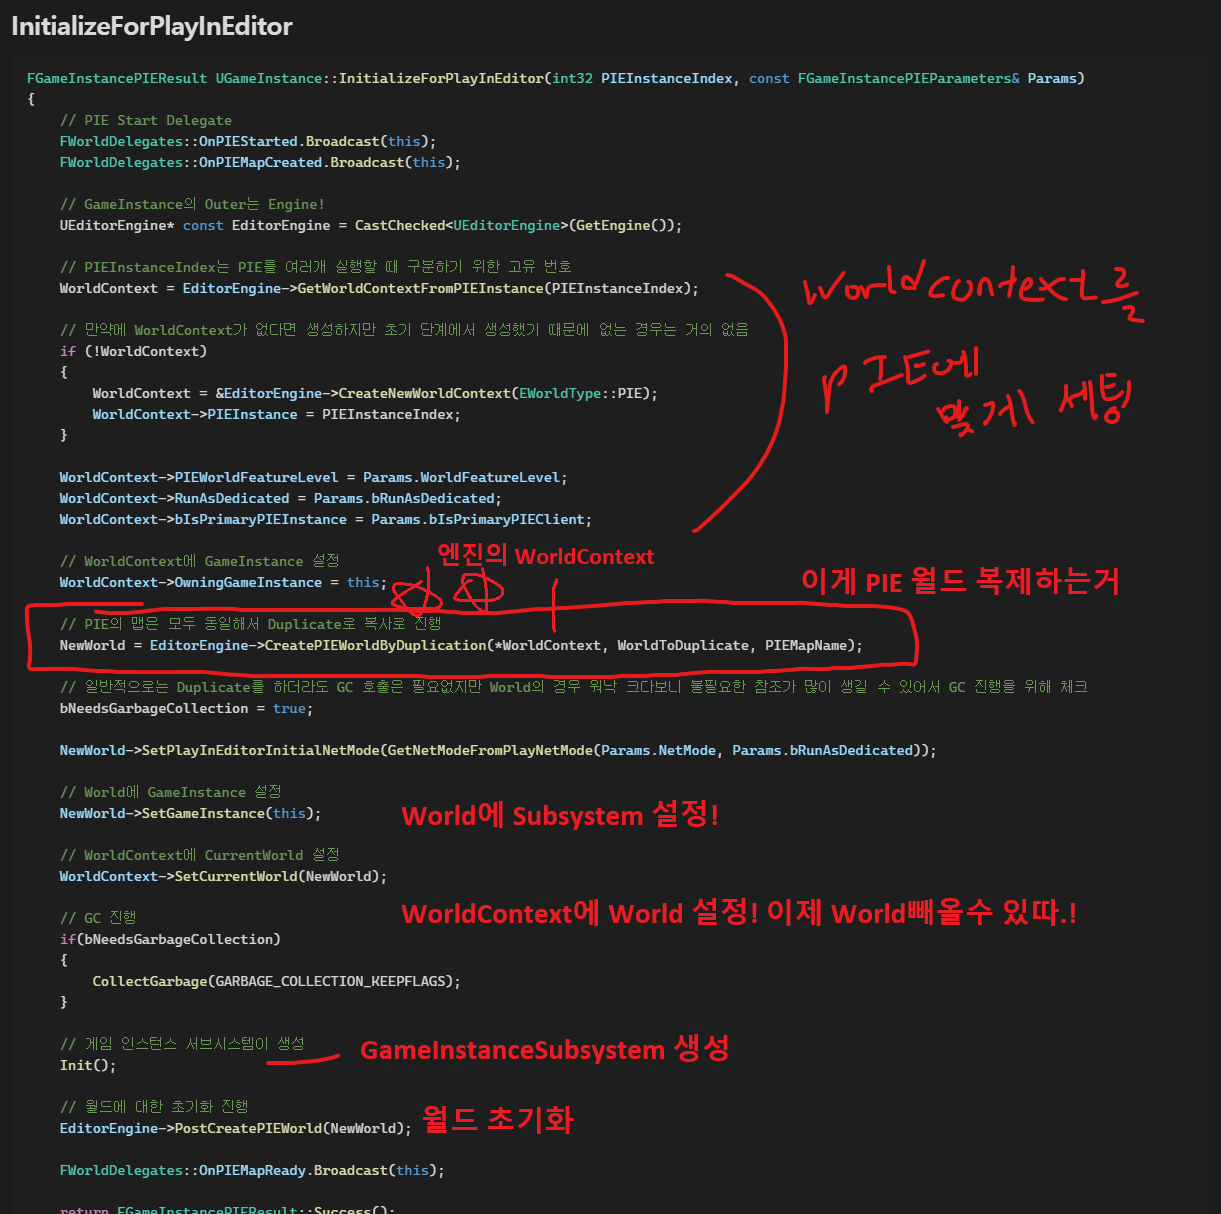 InitializeForPlayInEditor
FGameInstancePIEResult UGameInstance::InitializeForPlayInEditor(int32 PIEInstanceIndex, const FGameInstancePIEParameters& Params)
{
// PIE Start Delegate
FWorldDelegates::OnPIEStarted.Broadcast(this);
FWorldDelegates::OnPIEMapCreated.Broadcast(this);
// GameInstance의 Outer는 Engine!
UEditorEngine* const EditorEngine = CastChecked<UEditorEngine>(GetEngine());
// PIEInstanceIndex는 PIE를 여러개 실행할 때 구분하기 위한 고유 번호
WorldContext = EditorEngine->GetWorldContextFromPIEInstance(PIEInstanceIndex);
Worldcontext를
// 만약에 WorldContext가 없다면 생성하지만 초기 단계에서 생성했기 때문에 없는 경우는 거의 없음
if (!WorldContext)
PIE에
{
WorldContext = &EditorEngine->CreateNewWorldContext(EWorldType::PIE);
맞게 세팅
WorldContext->PIEInstance = PIEInstanceIndex;
}
WorldContext->PIEWorldFeatureLevel = Params.WorldFeatureLevel;
WorldContext->RunAsDedicated = Params.bRunAsDedicated;
WorldContext->bIsPrimaryPIEInstance = Params.bIsPrimaryPIEClient;
// WorldContext에 GameInstance 설정
엔진의 WorldContext
WorldContext->OwningGameInstance = this;
이게 PIE 월드 복제하는거
// PIE의 맵은 모두 동일해서 Duplicate로 복사로 진행
NewWorld = EditorEngine->CreatePIEWorldByDuplication(*WorldContext, WorldToDuplicate, PIEMapName);
// 일반적으로는 Duplicate를 하더라도 GC 호출은 필요없지만 World의 경우 워낙 크다보니 불필요한 참조가 많이 생길 수 있어서 GC 진행을 위해 체크
bNeedsGarbageCollection = true;
NewWorld->SetPlayInEditorInitialNetMode(GetNetModeFromPlayNetMode(Params.NetMode, Params.bRunAsDedicated));
// World에 GameInstance 설정
NewWorld->SetGameInstance(this);
World에 Subsystem 설정!
// WorldContext에 CurrentWorld 설정
WorldContext->SetCurrentWorld(NewWorld);
WorldContext에 World 설정! 이제 World빼올수 있따.!
// GC 진행
if(bNeedsGarbageCollection)
{
CollectGarbage(GARBAGE_COLLECTION_KEEPFLAGS);
}
// 게임 인스턴스 서브시스템이 생성
GameInstanceSubsystem 생성
Init();
// 월드에 대한 초기화 진행
EditorEngine->PostCreatePIEWorld(NewWorld);
월드 초기화
FWorldDelegates::OnPIEMapReady.Broadcast(this);
return FGameInstancePIEResult::Success();